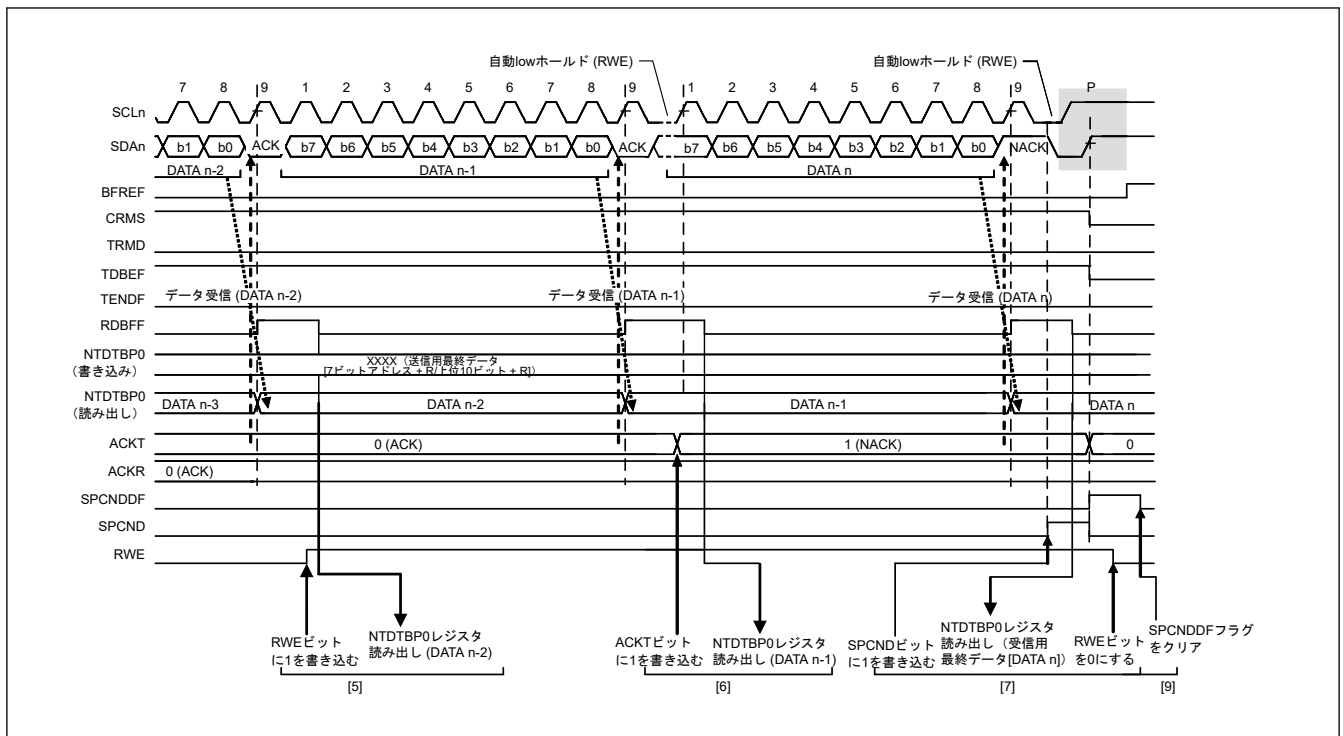 自動lowホールド (RWE)
自動lowホールド (RWE)
7 8 9 1 2 3 4 5 6 7 8 9 1 2 3 4 5 6 7 8 9 P
SCLn
SDAn b1 b0 ACK b7 b6 b5 b4 b3 b2 b1 b0 ACK b7 b6 b5 b4 b3 b2 b1 b0 NACK
DATA n-2 DATA n-1 DATA n
BFREF
CRMS
TRMD
TDBEF
データ受信 (DATA n-2) データ受信 (DATA n-1) データ受信 (DATA n)
TENDF
RDBFF
NTDTBP0
(書き込み)
XXXX(送信用最終データ
[7ビットアドレス + R/上位10ビット + R])
NTDTBP0
(読み出し)
DATA n-3 DATA n-2 DATA n-1 DATA n
ACKT 0 (ACK) 1 (NACK) 0
ACKR 0 (ACK)
SPCNDDF
SPCND
RWE
RWEビット
に1を書き込む
NTDTBP0レジスタ
読み出し (DATA n-2)
ACKTビット
に1を書き込む
NTDTBP0レジスタ
読み出し (DATA n-1)
SPCNDビット
に1を書き込む
NTDTBP0レジスタ
読み出し(受信用
最終データ[DATA n])
RWEビット
を0にする
SPCNDDFフラグ
をクリア
[5] [6] [7] [9]